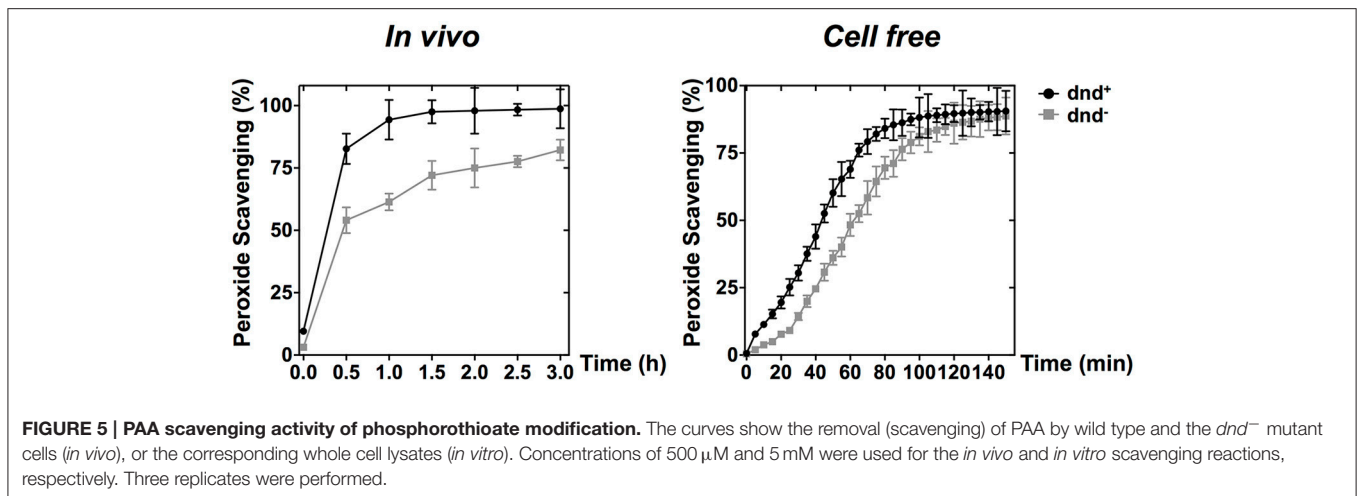 In vivo
Cell free
Peroxide Scavenging (%)
100
75
50
25
0
0.0 0.5 1.0 1.5 2.0 2.5 3.0
Time (h)
Peroxide Scavenging (%)
100
75
50
25
0
0 20 40 60 80 100 120 140
Time (min)
dnd+
dnd-
FIGURE 5 | PAA scavenging activity of phosphorothioate modification. The curves show the removal (scavenging) of PAA by wild type and the dnd− mutant
cells (in vivo), or the corresponding whole cell lysates (in vitro). Concentrations of 500 μM and 5 mM were used for the in vivo and in vitro scavenging reactions,
respectively. Three replicates were performed.